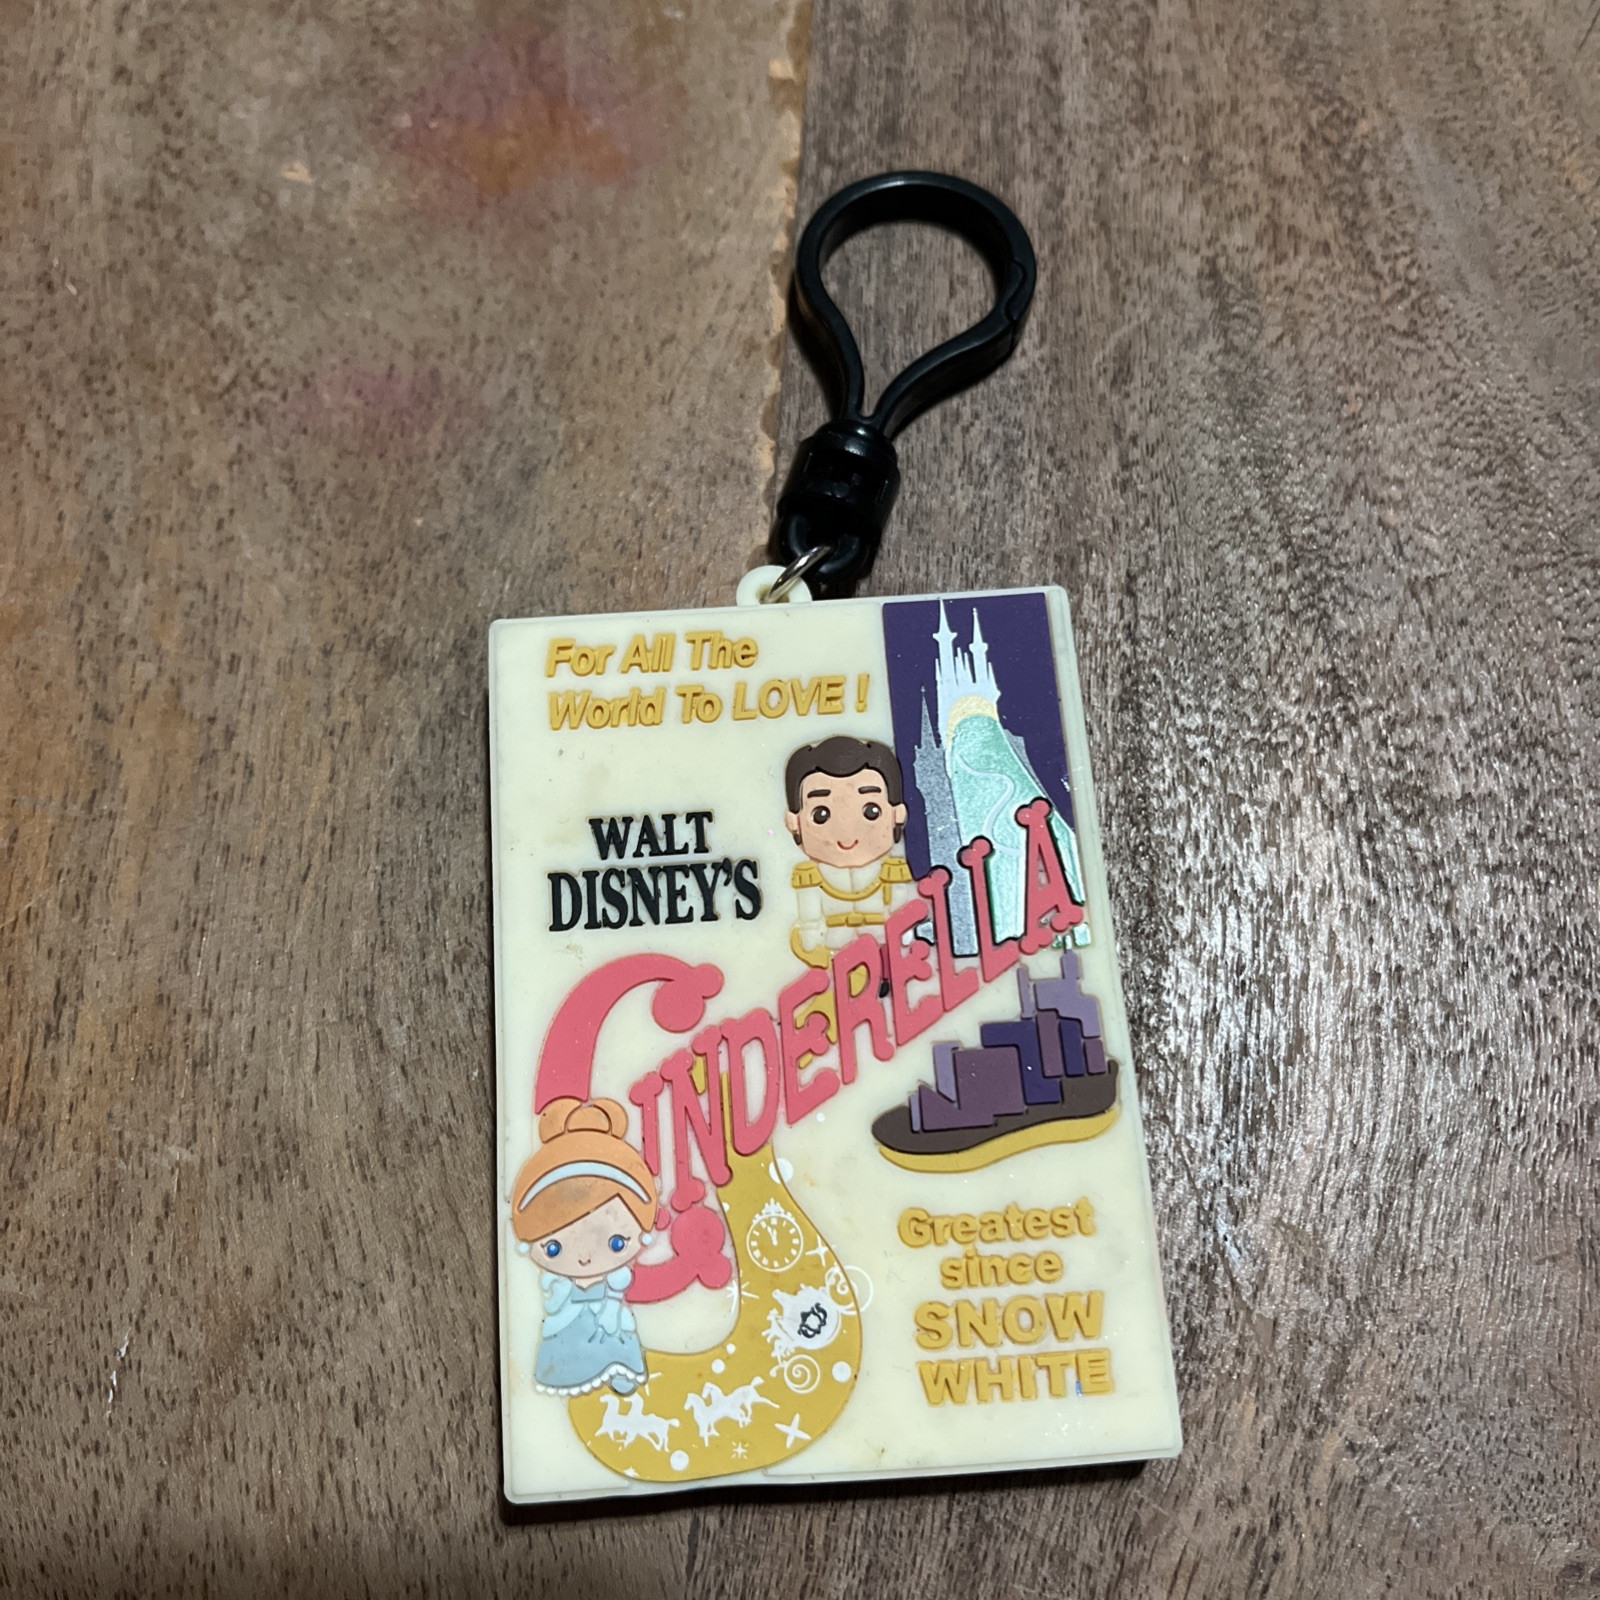 For All The
World To LOVE!
WALT
DISNEY'S
CINDERELLA
Greatest
since
SNOW
WHITE